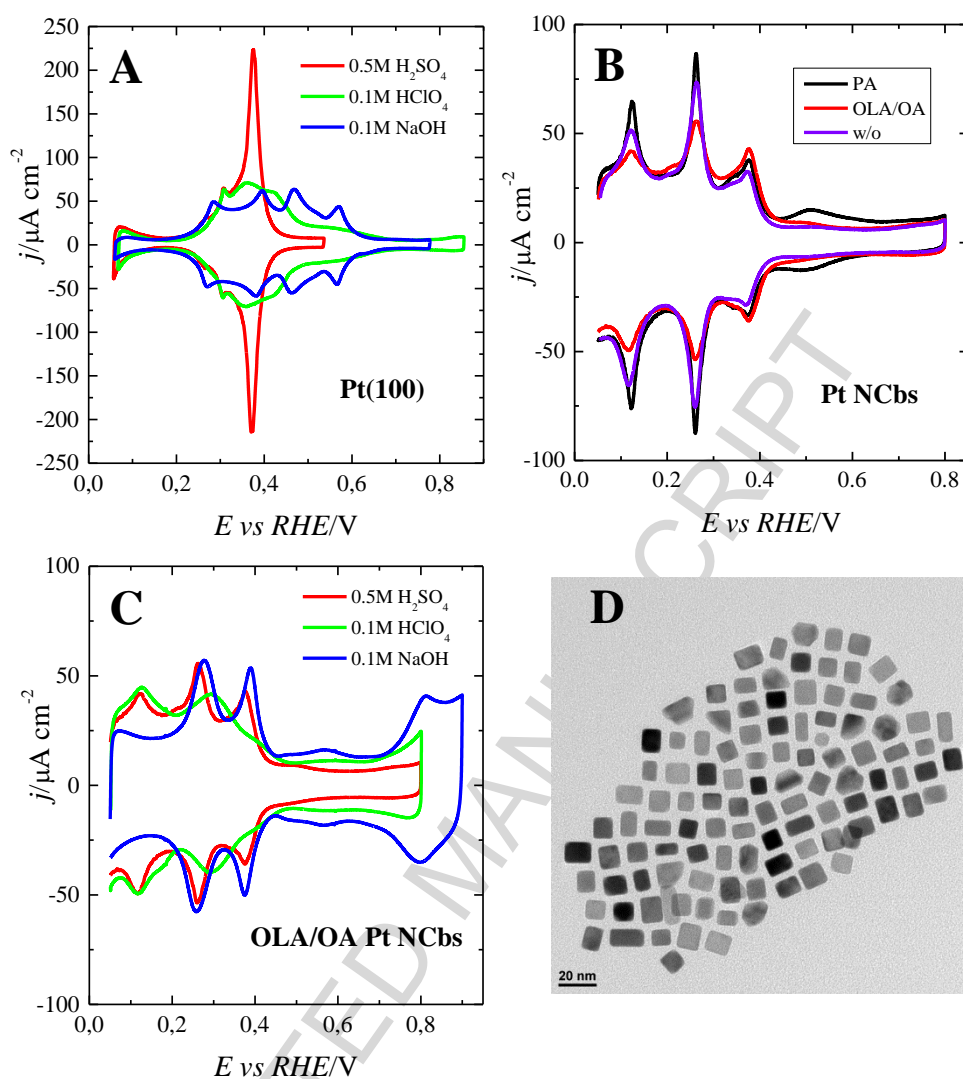 A
0.5M H₂SO₄
0.1M HClO₄
0.1M NaOH
250
200
150
100
50
0
-50
-100
-150
-200
-250
j/μA cm⁻²
Pt(100)
0,0 0,2 0,4 0,6 0,8
E vs RHE/V
B
PA
OLA/OA
w/o
100
50
0
-50
-100
j/μA cm⁻²
Pt NCbs
0.0 0.2 0.4 0.6 0.8
E vs RHE/V
C
0.5M H₂SO₄
0.1M HClO₄
0.1M NaOH
100
50
0
-50
-100
j/μA cm⁻²
OLA/OA Pt NCbs
0,0 0,2 0,4 0,6 0,8
E vs RHE/V
D
20 nm
TED MANUSCRIPT